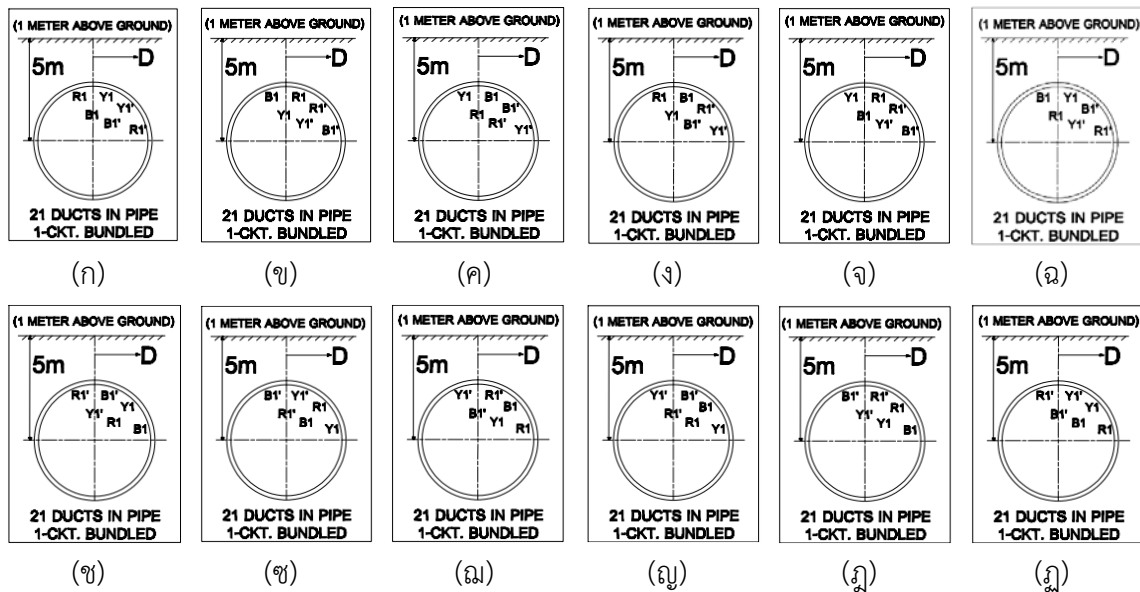 (1 METER ABOVE GROUND) (1 METER ABOVE GROUND) (1 METER ABOVE GROUND) (1 METER ABOVE GROUND) (1 METER ABOVE GROUND) (1 METER ABOVE GROUND)
5m D 5m D 5m D 5m D 5m D 5m D
R1 Y1 B1 R1 Y1 B1 R1 B1 Y1 R1 B1 Y1
Y1' R1' B1' R1' R1' B1'
B1 Y1 R1 Y1 B1 R1
B1' R1' Y1' B1' R1' Y1' B1' Y1' Y1' B1' Y1' R1'
21 DUCTS IN PIPE 21 DUCTS IN PIPE 21 DUCTS IN PIPE 21 DUCTS IN PIPE 21 DUCTS IN PIPE 21 DUCTS IN PIPE
1-CKT. BUNDLED 1-CKT. BUNDLED 1-CKT. BUNDLED 1-CKT. BUNDLED 1-CKT. BUNDLED 1-CKT. BUNDLED
(ก) (ข) (ค) (ง) (จ) (ฉ)
(1 METER ABOVE GROUND) (1 METER ABOVE GROUND) (1 METER ABOVE GROUND) (1 METER ABOVE GROUND) (1 METER ABOVE GROUND) (1 METER ABOVE GROUND)
5m D 5m D 5m D 5m D 5m D 5m D
R1' B1' B1' Y1' Y1' R1' Y1' B1' B1' R1' R1' Y1'
Y1 R1 B1 B1 R1 Y1
Y1' R1' B1' R1' Y1' B1'
R1 B1 B1 Y1 Y1 R1 R1 Y1 Y1 B1 B1 R1
21 DUCTS IN PIPE 21 DUCTS IN PIPE 21 DUCTS IN PIPE 21 DUCTS IN PIPE 21 DUCTS IN PIPE 21 DUCTS IN PIPE
1-CKT. BUNDLED 1-CKT. BUNDLED 1-CKT. BUNDLED 1-CKT. BUNDLED 1-CKT. BUNDLED 1-CKT. BUNDLED
(ช) (ซ) (ฌ) (ญ) (ฎ) (ฏ)